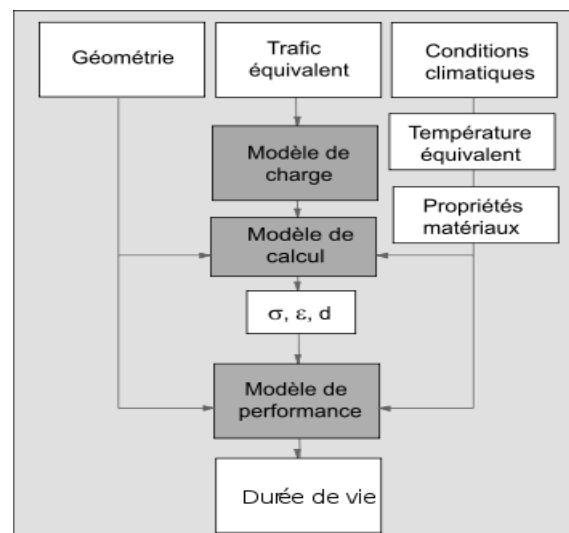 Géométrie
Trafic
équivalent
Conditions
climatiques
Modèle de
charge
Température
équivalent
Propriétés
matériaux
Modèle de
calcul
σ, ε, d
Modèle de
performance
Durée de vie